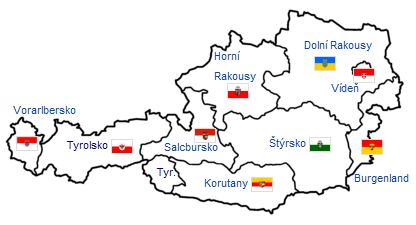 Dolní Rakousy
Horní
Rakousy
Vídeň
Vorarlbersko
Tyrolsko
Salcbursko
Štýrsko
Tyr.
Korutany
Burgenland